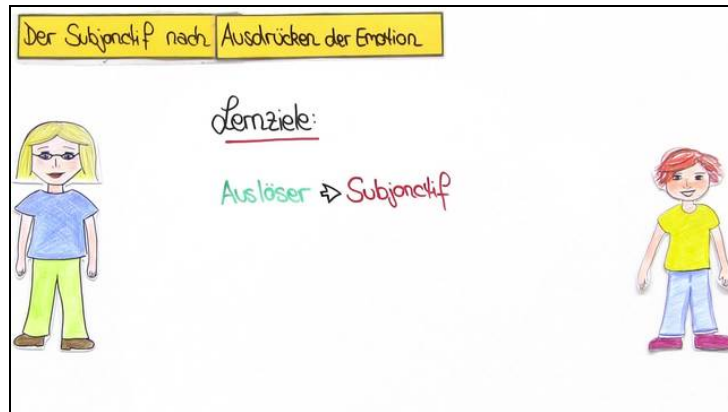 Der Subjonctif nach Ausdrücken der Emotion
Lernziele:
Auslöser ⇨ Subjonctif